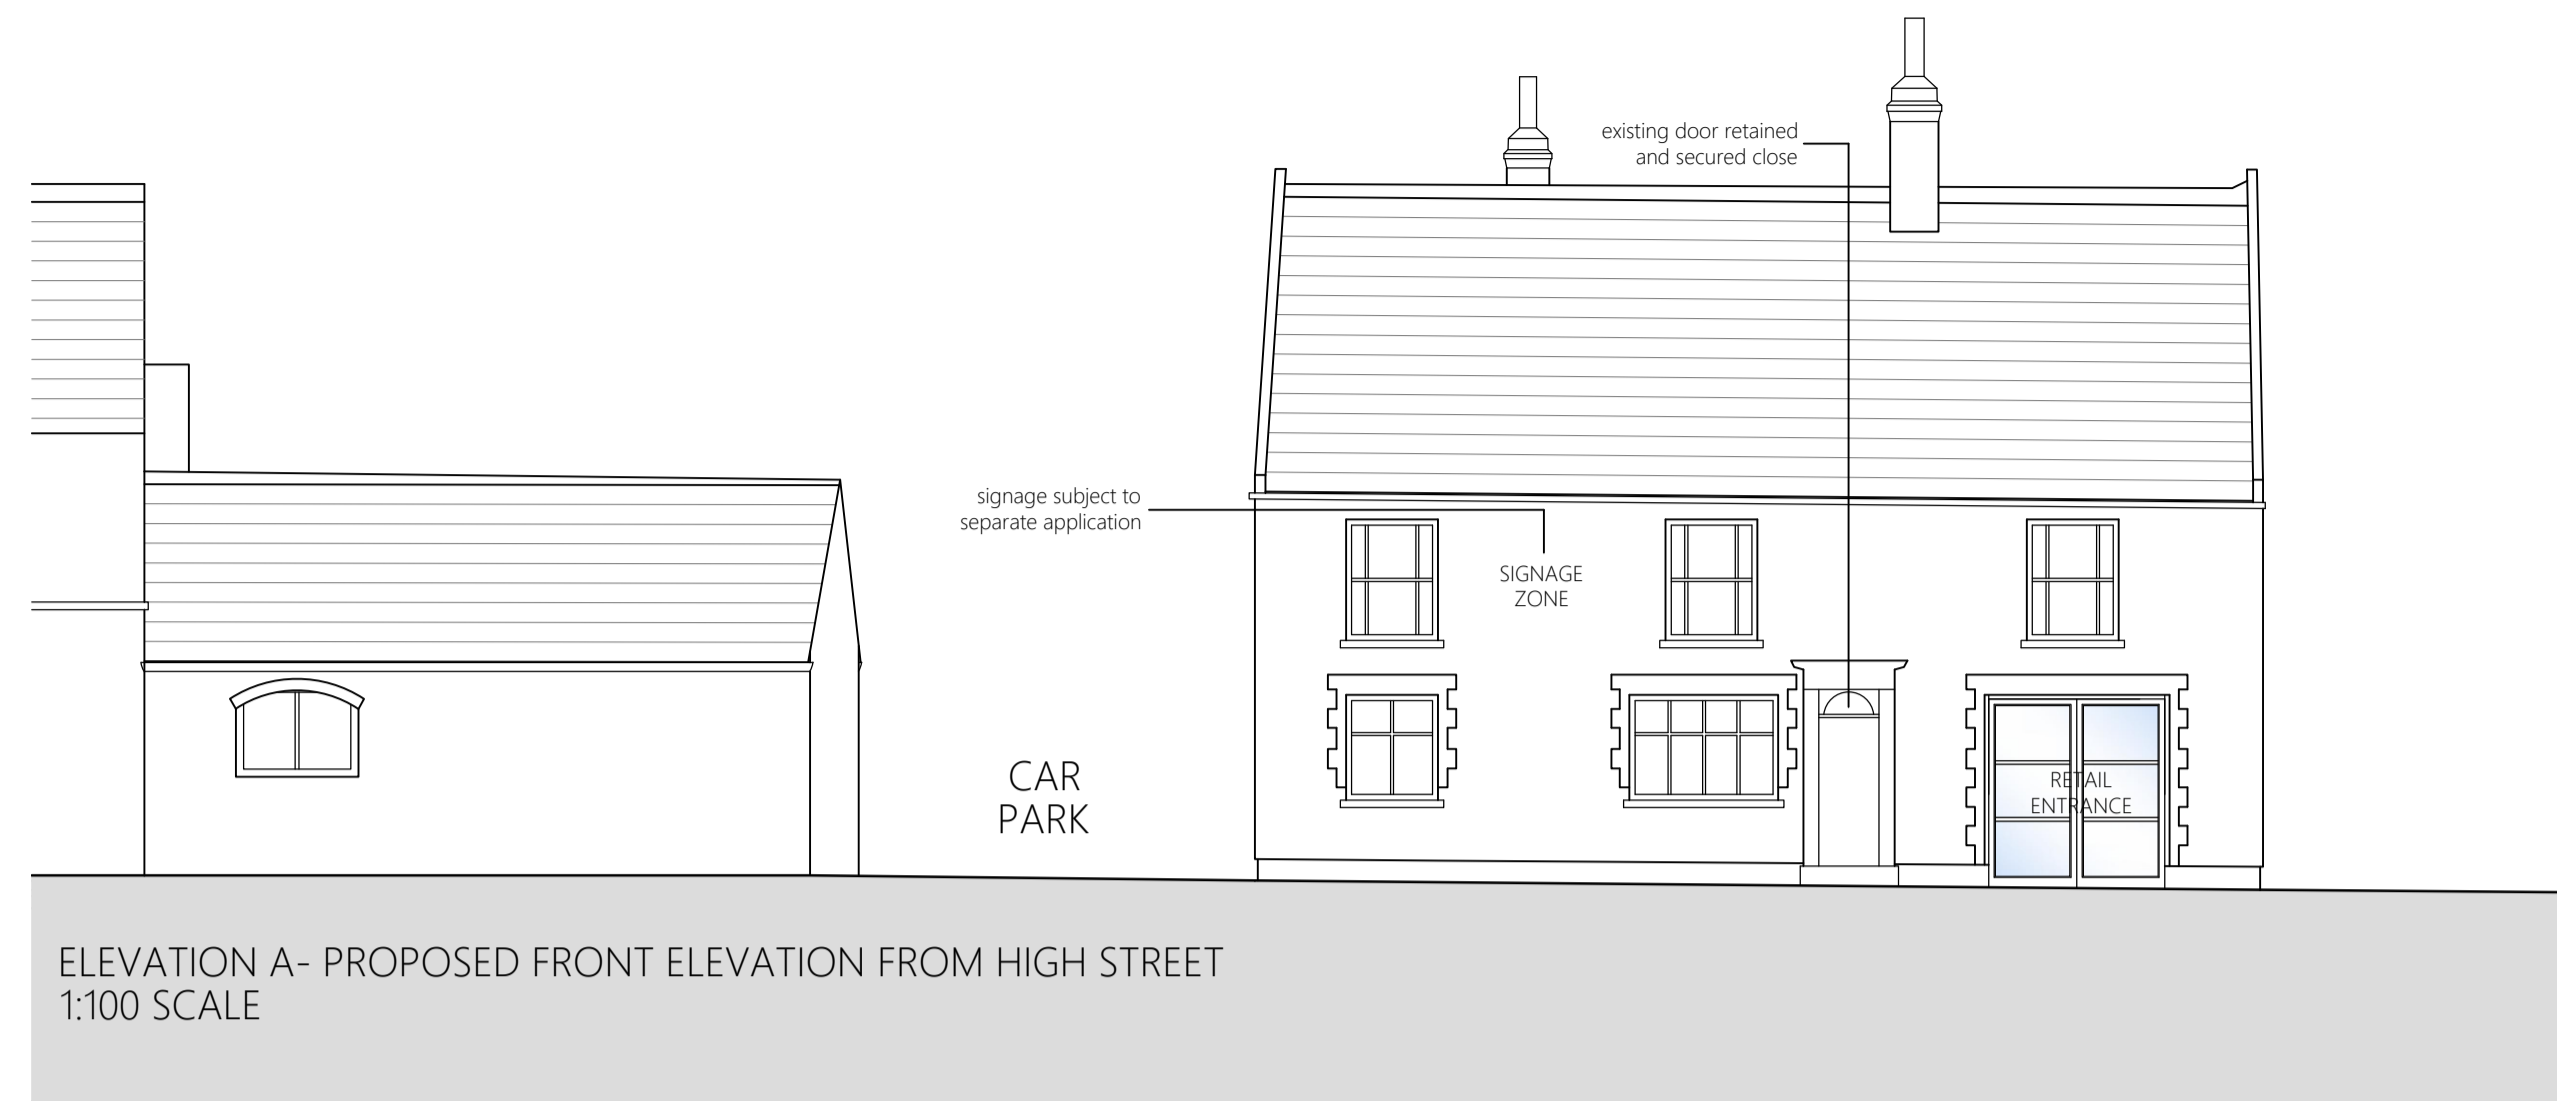 existing door retained
and secured close
signage subject to
separate application
SIGNAGE
ZONE
CAR
PARK
RETAIL
ENTRANCE
ELEVATION A- PROPOSED FRONT ELEVATION FROM HIGH STREET
1:100 SCALE